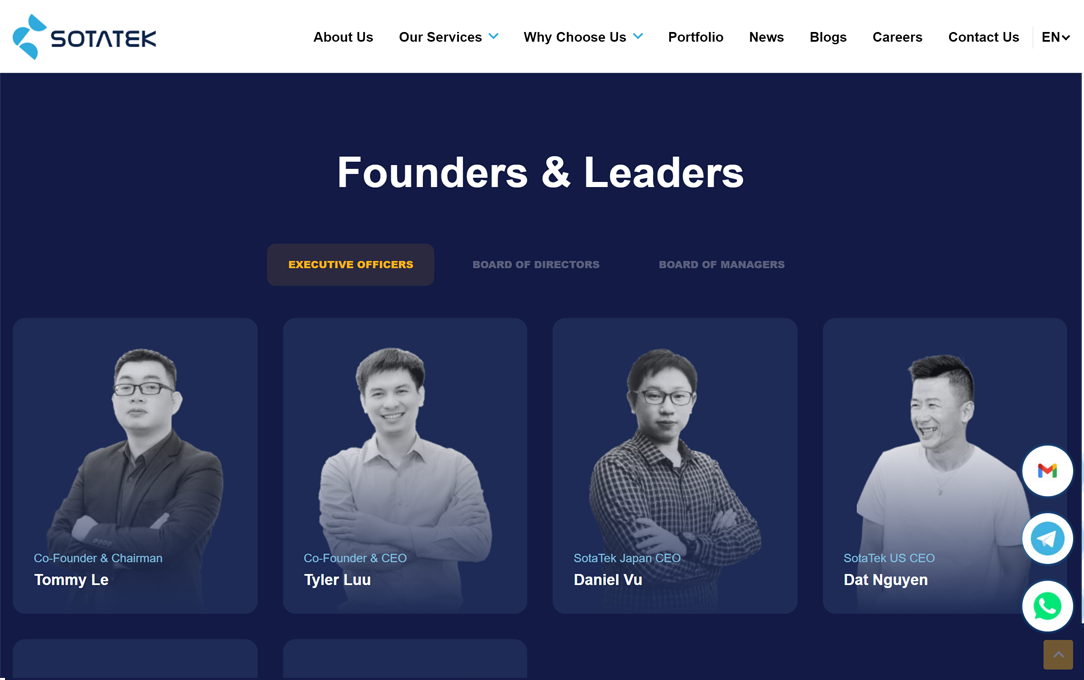 SOTATEK
About Us
Our Services
Why Choose Us
Portfolio
News
Blogs
Careers
Contact Us
EN
Founders & Leaders
EXECUTIVE OFFICERS
BOARD OF DIRECTORS
BOARD OF MANAGERS
Co-Founder & Chairman
Tommy Le
Co-Founder & CEO
Tyler Luu
SotaTek Japan CEO
Daniel Vu
SotaTek US CEO
Dat Nguyen